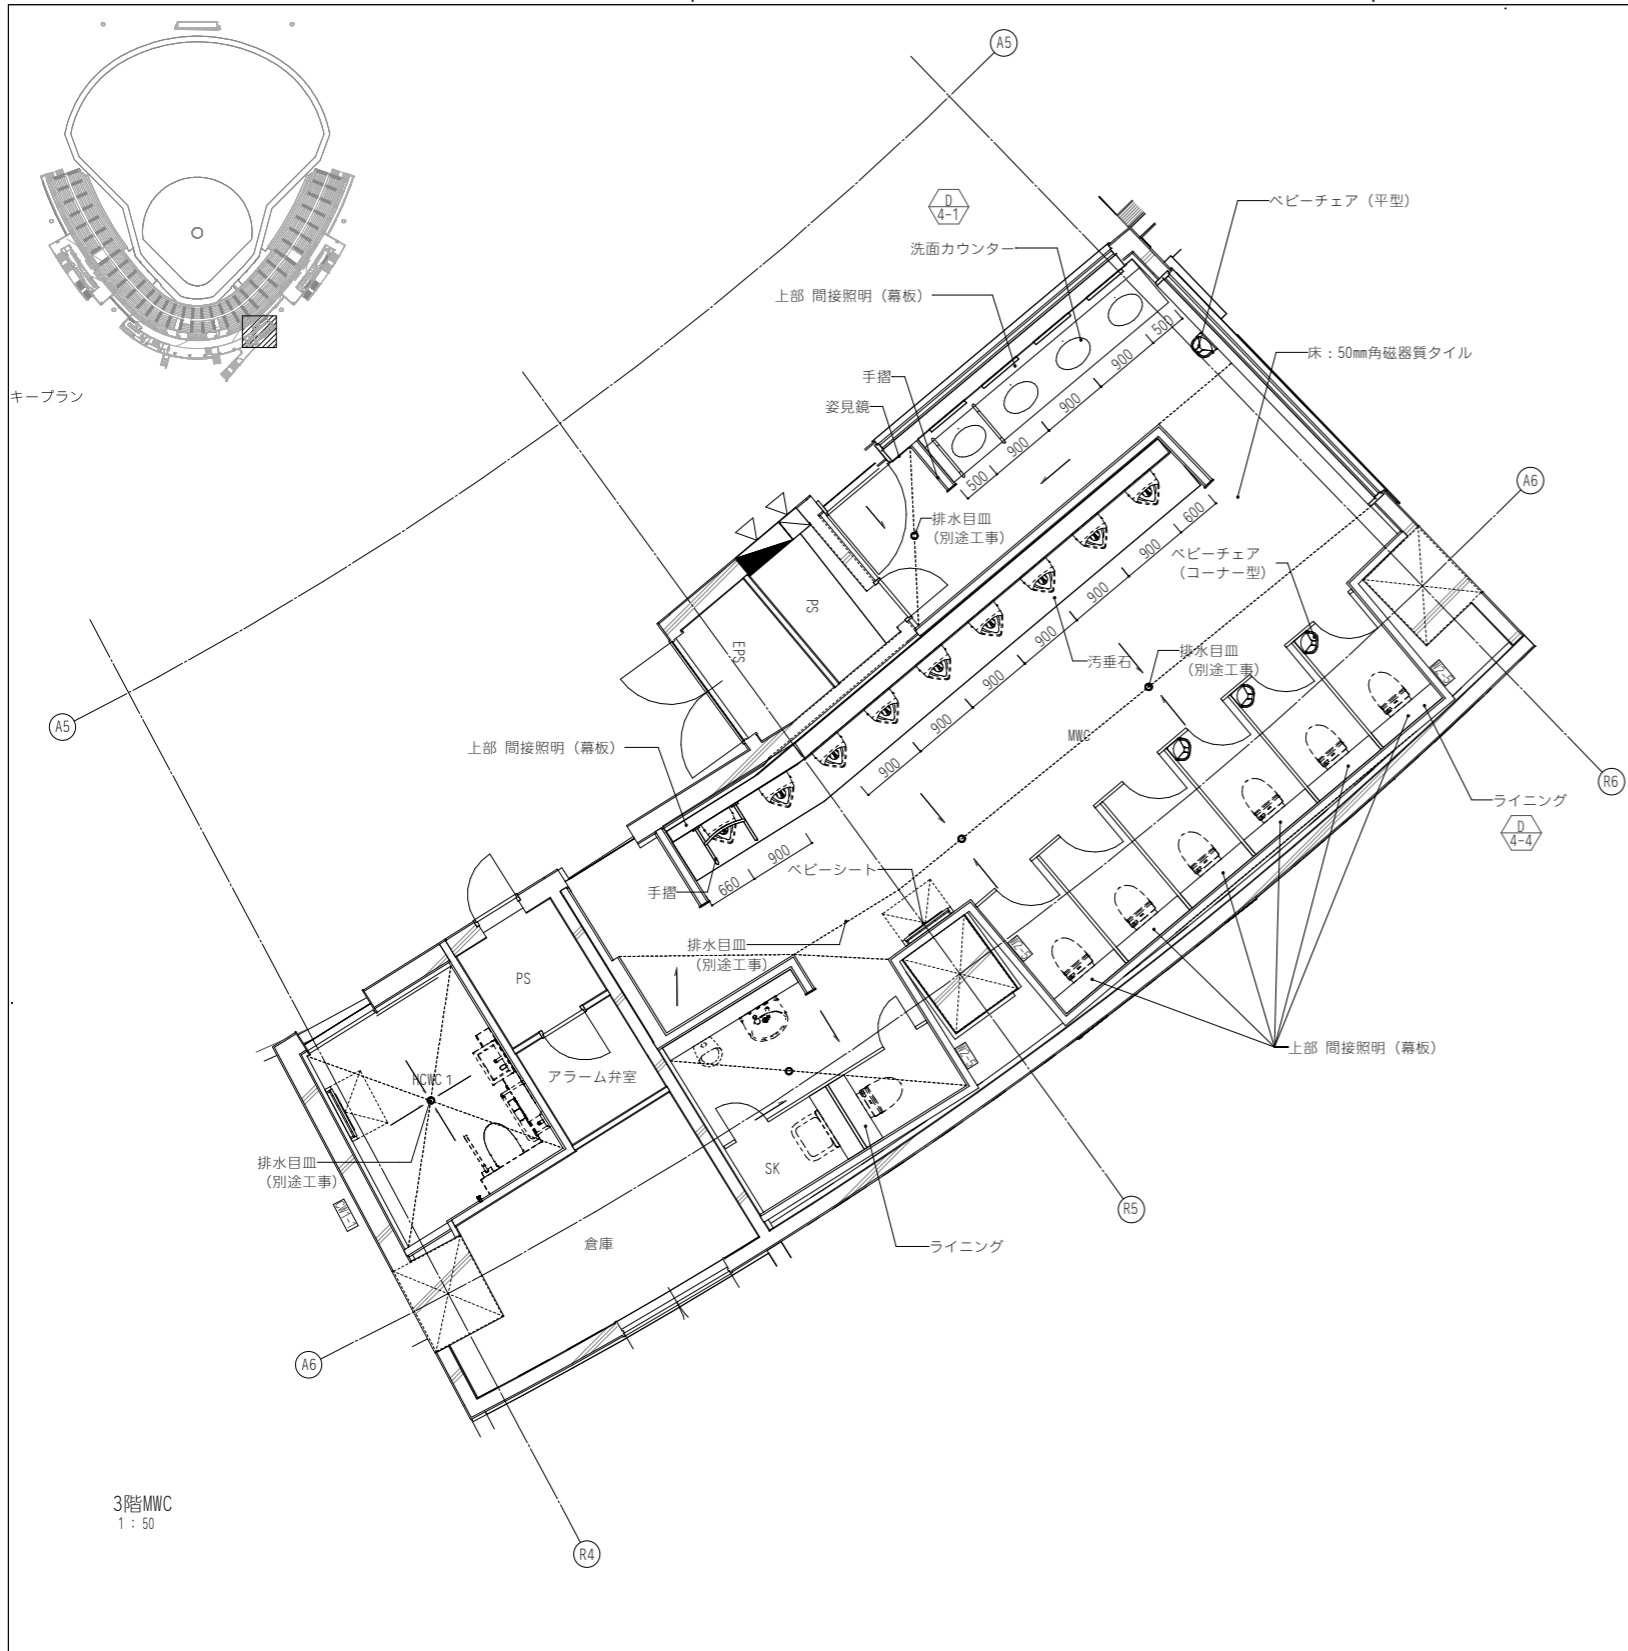 A5
D
4-1
ベビーチェア（平型）
洗面カウンター
上部 間接照明（幕板）
500
床：50mm角磁器質タイル
900
手摺
キープラン
900
姿見鏡
900
500
A6
600
排水目皿
（別途工事）
900
ベビーチェア
（コーナー型）
900
PS
900
EPS
汚垂石
排水目皿
（別途工事）
900
A5
900
MWC
上部 間接照明（幕板）
900
R6
ライニング
D
4-4
900
ベビーシート
660
手摺
排水目皿
（別途工事）
PS
上部 間接照明（幕板）
アラーム弁室
HCWC1
排水目皿
（別途工事）
SK
R5
倉庫
ライニング
A6
3階MWC
1：50
R4